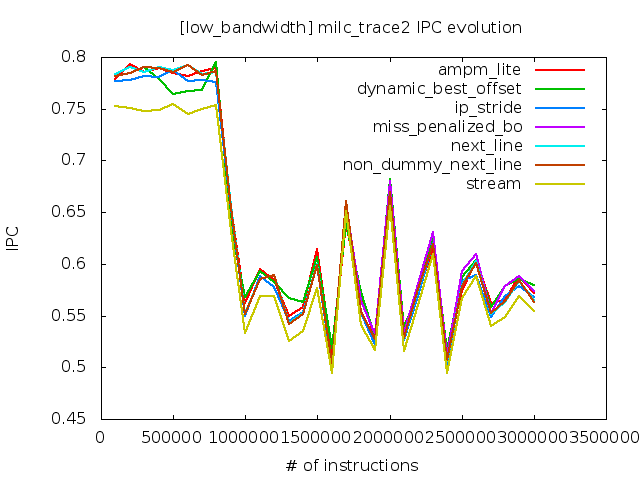 [low_bandwidth] milc_trace2 IPC evolution
ampm_lite
dynamic_best_offset
ip_stride
miss_penalized_bo
next_line
non_dummy_next_line
stream
0.8
0.75
0.7
0.65
0.6
0.55
0.5
0.45
IPC
0 500000 1000000 1500000 2000000 2500000 3000000 3500000
# of instructions